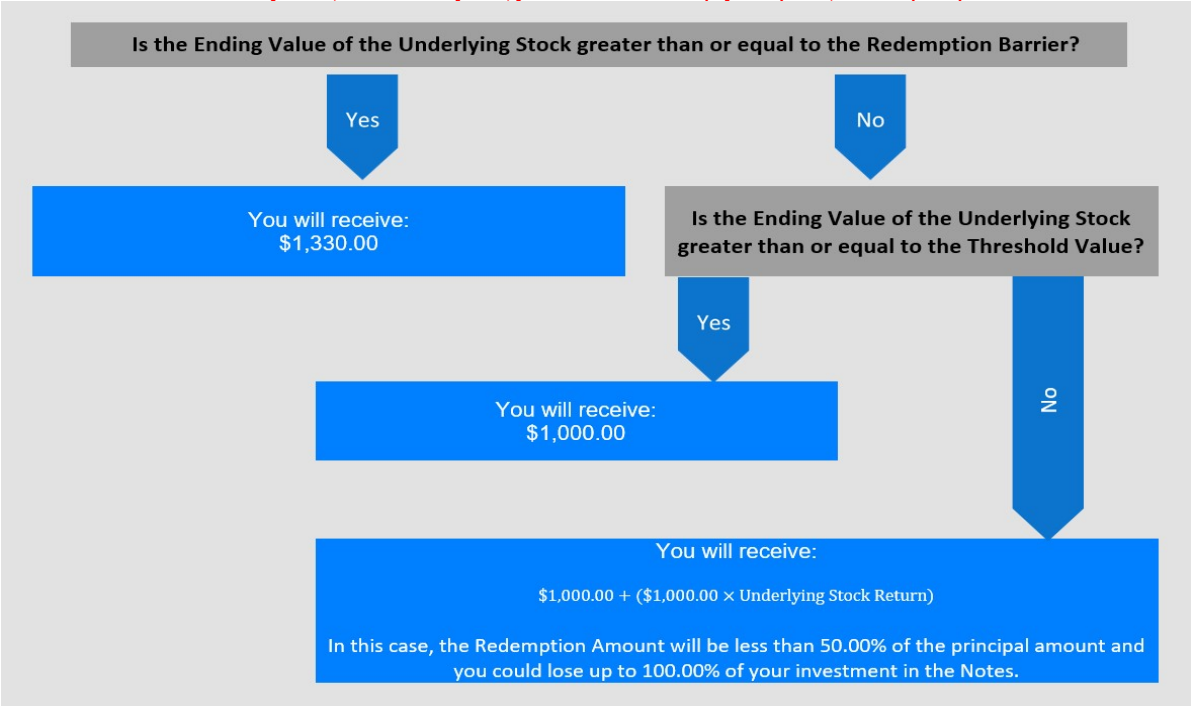 Is the Ending Value of the Underlying Stock greater than or equal to the Redemption Barrier?
Yes
No
You will receive:
$1,330.00
Is the Ending Value of the Underlying Stock
greater than or equal to the Threshold Value?
Yes
No
You will receive:
$1,000.00
You will receive:
$1,000.00 + ($1,000.00 × Underlying Stock Return)
In this case, the Redemption Amount will be less than 50.00% of the principal amount and
you could lose up to 100.00% of your investment in the Notes.